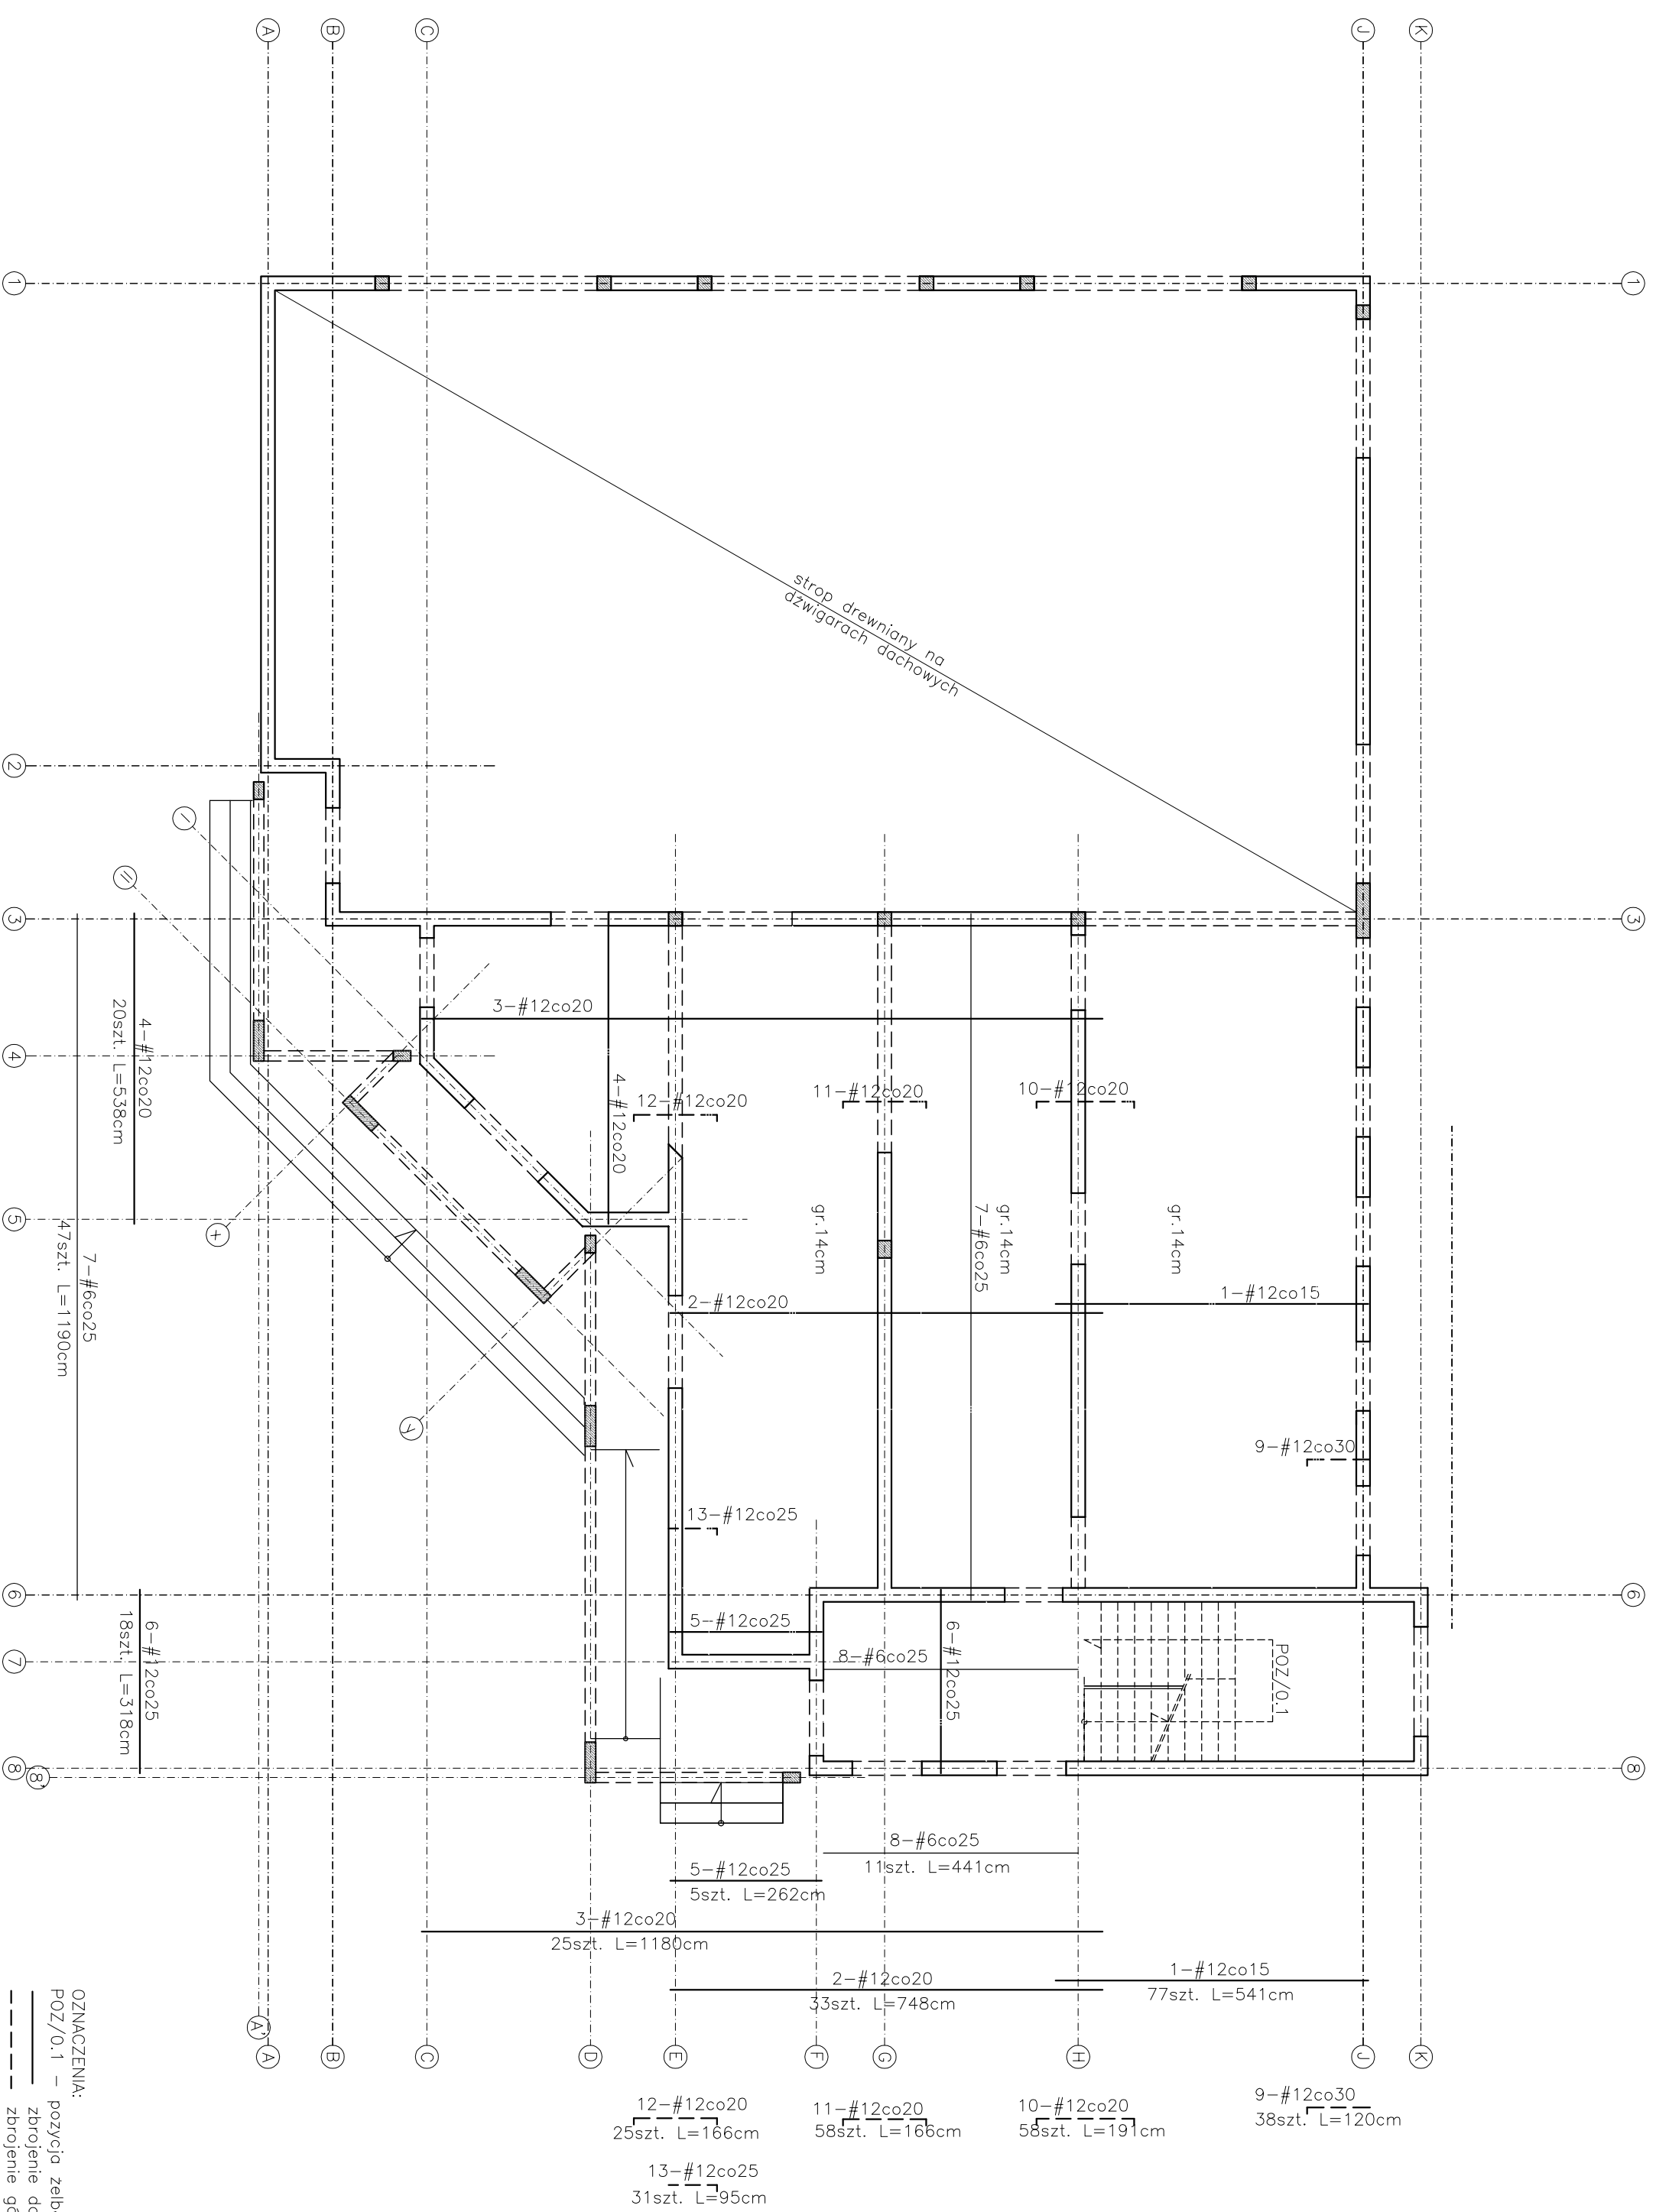 A
B
C
J
K
1
1
strop drewniany na
dźwigarach dachowych
2
I
II
3
3
3-#12co20
4-#12co20
20szt. L=538cm
4
4-#12co20
12-#12co20
11-#12co20
10-#12co20
gr.14cm
7-#6co25
gr.14cm
gr.14cm
5
x
7-#6co25
47szt. L=1190cm
2-#12co20
1-#12co15
y
9-#12co30
13-#12co25
6
6
5-#12co25
6-#12co25
18szt. L=318cm
8-#6co25
6-#12co25
POZ/0.1
7
8
8'
8
8-#6co25
11szt. L=441cm
5-#12co25
5szt. L=262cm
3-#12co20
25szt. L=1180cm
1-#12co15
77szt. L=541cm
2-#12co20
33szt. L=748cm
A'
A
B
C
D
E
F
G
H
J
K
9-#12co30
38szt. L=120cm
12-#12co20
25szt. L=166cm
11-#12co20
58szt. L=166cm
10-#12co20
58szt. L=191cm
13-#12co25
31szt. L=95cm
OZNACZENIA:
POZ/0.1 - pozycja
zbrojenie
zbrojenie